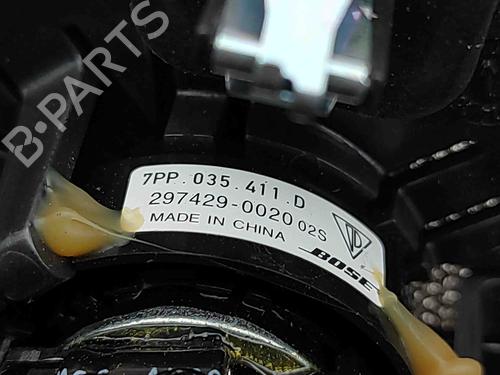 B-PARTS
7PP.035.411.D
297429-0020 02S
MADE IN CHINA
BOSE